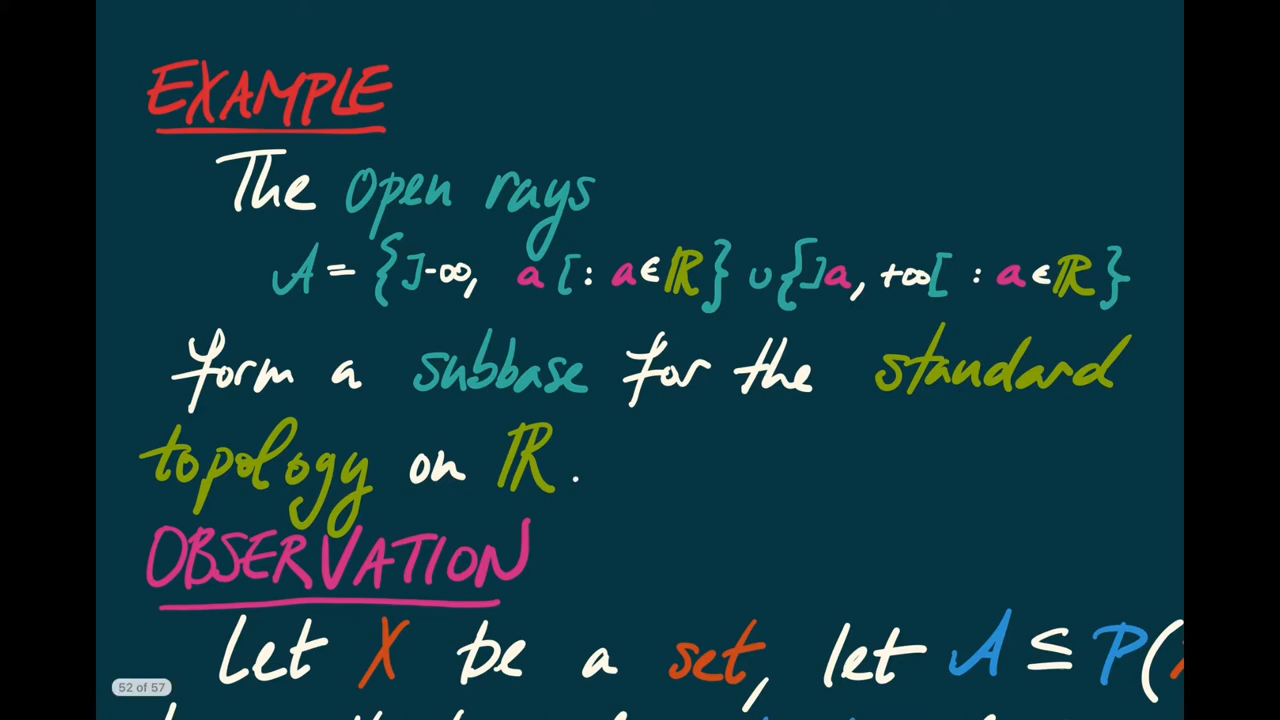 EXAMPLE
The open rays
A = { ]-∞, a [ : a ∈ ℝ } ∪ { ]a, +∞[ : a ∈ ℝ }
form a subbase for the standard
topology on ℝ.
OBSERVATION
Let X be a set, let A ⊆ P(
52 of 57